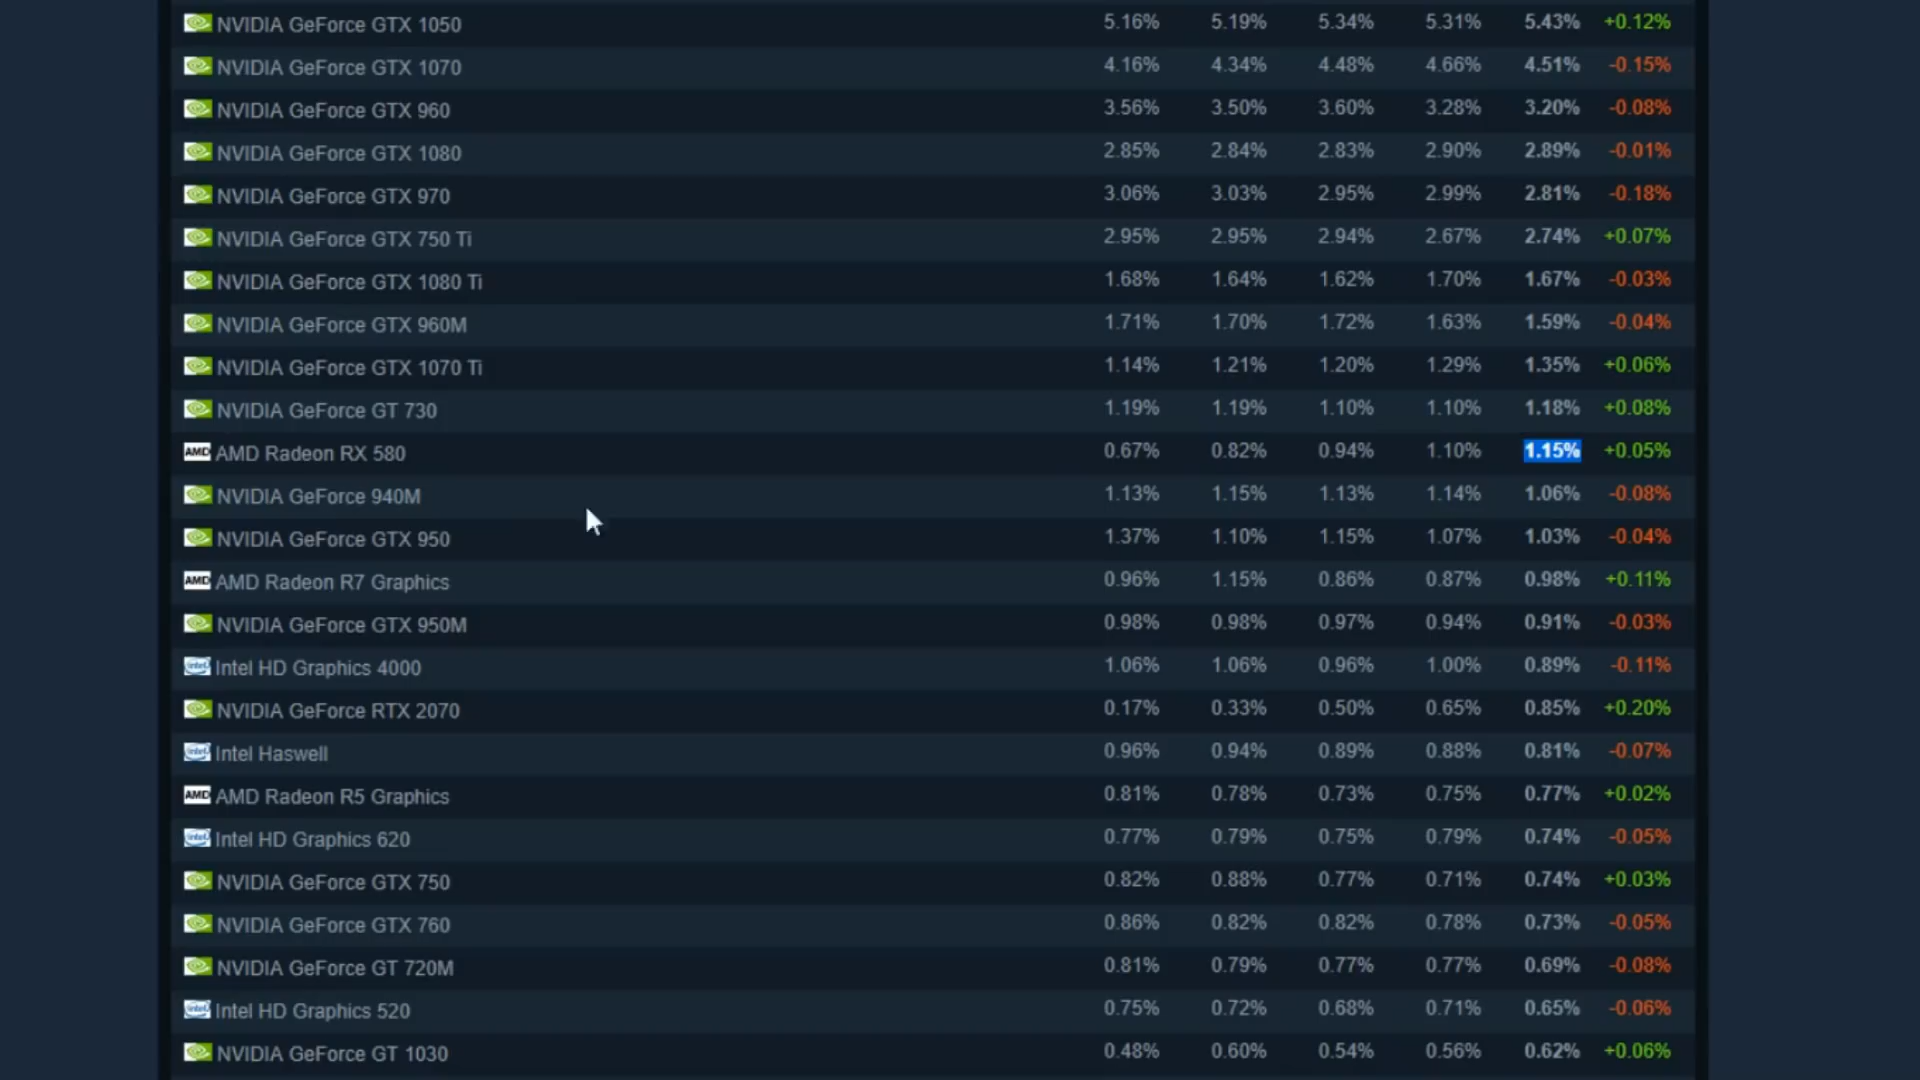 NVIDIA GeForce GTX 1050 5.16% 5.19% 5.34% 5.31% 5.43% +0.12%
NVIDIA GeForce GTX 1070 4.16% 4.34% 4.48% 4.66% 4.51% -0.15%
NVIDIA GeForce GTX 960 3.56% 3.50% 3.60% 3.28% 3.20% -0.08%
NVIDIA GeForce GTX 1080 2.85% 2.84% 2.83% 2.90% 2.89% -0.01%
NVIDIA GeForce GTX 970 3.06% 3.03% 2.95% 2.99% 2.81% -0.18%
NVIDIA GeForce GTX 750 Ti 2.95% 2.95% 2.94% 2.67% 2.74% +0.07%
NVIDIA GeForce GTX 1080 Ti 1.68% 1.64% 1.62% 1.70% 1.67% -0.03%
NVIDIA GeForce GTX 960M 1.71% 1.70% 1.72% 1.63% 1.59% -0.04%
NVIDIA GeForce GTX 1070 Ti 1.14% 1.21% 1.20% 1.29% 1.35% +0.06%
NVIDIA GeForce GT 730 1.19% 1.19% 1.10% 1.10% 1.18% +0.08%
AMD AMD Radeon RX 580 0.67% 0.82% 0.94% 1.10% 1.15% +0.05%
NVIDIA GeForce 940M 1.13% 1.15% 1.13% 1.14% 1.06% -0.08%
NVIDIA GeForce GTX 950 1.37% 1.10% 1.15% 1.07% 1.03% -0.04%
AMD AMD Radeon R7 Graphics 0.96% 1.15% 0.86% 0.87% 0.98% +0.11%
NVIDIA GeForce GTX 950M 0.98% 0.98% 0.97% 0.94% 0.91% -0.03%
intel Intel HD Graphics 4000 1.06% 1.06% 0.96% 1.00% 0.89% -0.11%
NVIDIA GeForce RTX 2070 0.17% 0.33% 0.50% 0.65% 0.85% +0.20%
intel Intel Haswell 0.96% 0.94% 0.89% 0.88% 0.81% -0.07%
AMD AMD Radeon R5 Graphics 0.81% 0.78% 0.73% 0.75% 0.77% +0.02%
intel Intel HD Graphics 620 0.77% 0.79% 0.75% 0.79% 0.74% -0.05%
NVIDIA GeForce GTX 750 0.82% 0.88% 0.77% 0.71% 0.74% +0.03%
NVIDIA GeForce GTX 760 0.86% 0.82% 0.82% 0.78% 0.73% -0.05%
NVIDIA GeForce GT 720M 0.81% 0.79% 0.77% 0.77% 0.69% -0.08%
intel Intel HD Graphics 520 0.75% 0.72% 0.68% 0.71% 0.65% -0.06%
NVIDIA GeForce GT 1030 0.48% 0.60% 0.54% 0.56% 0.62% +0.06%